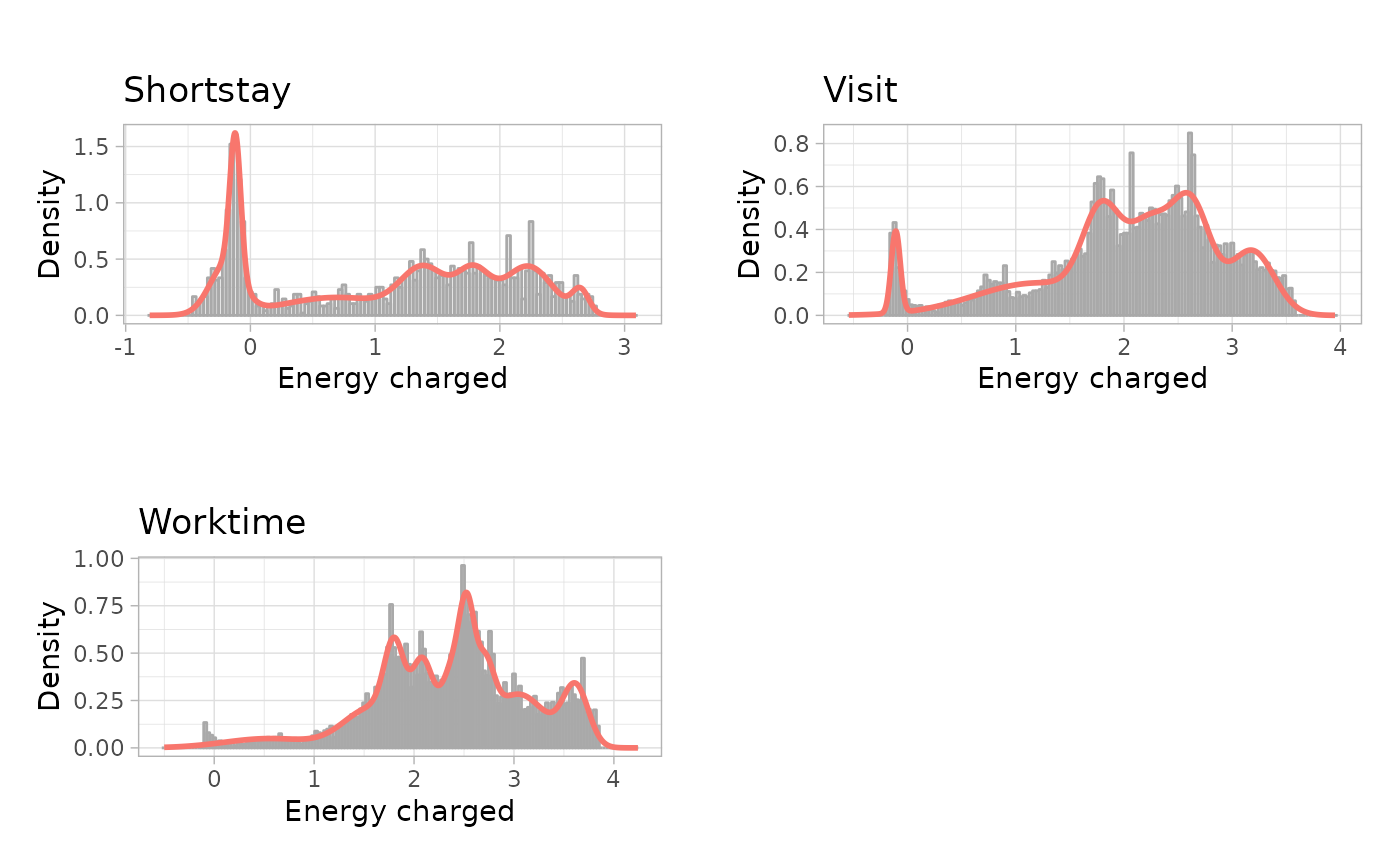 Shortstay
Density
1.5
1.0
0.5
0.0
-1 0 1 2 3
Energy charged
Visit
Density
0.8
0.6
0.4
0.2
0.0
0 1 2 3 4
Energy charged
Worktime
Density
1.00
0.75
0.50
0.25
0.00
0 1 2 3 4
Energy charged